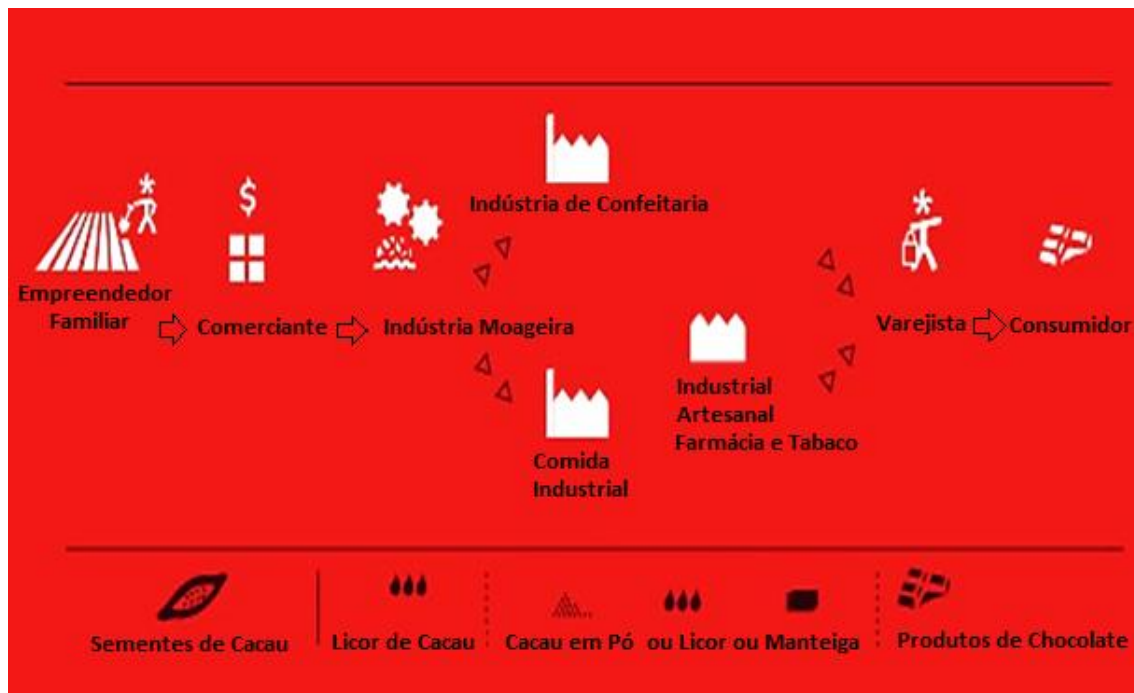 $
Indústria de Confeitaria
Empreendedor
Familiar
Comerciante
Indústria Moageira
Varejista
Consumidor
Industrial
Artesanal
Farmácia e Tabaco
Comida
Industrial
Sementes de Cacau
Licor de Cacau
Cacau em Pó ou Licor ou Manteiga
Produtos de Chocolate